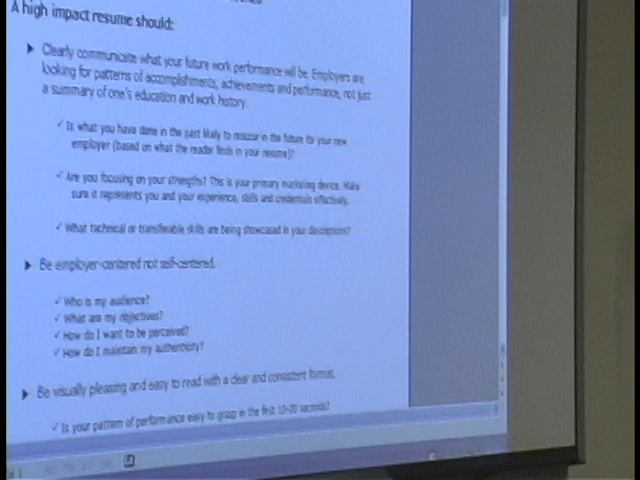 A high impact resume should:
Clearly communicate what your future work performance will be. Employers are
looking for patterns of accomplishments, achievements and performance, not just
a summary of one's education and work history.
✓ Is what you have done in the past likely to reoccur in the future for your new
employer (based on what the reader finds in your resume)?
✓ Are you focusing on your strengths? This is your primary marketing device. Make
sure it represents you and your experience, skills and credentials effectively.
✓ What technical or transferable skills are being showcased in your descriptions?
Be employer-centered not self-centered.
✓ Who is my audience?
✓ What are my objectives?
✓ How do I want to be perceived?
✓ How do I maintain my authenticity?
Be visually pleasing and easy to read with a clear and consistent format.
✓ Is your pattern of performance easy to grasp in the first 10-20 seconds?